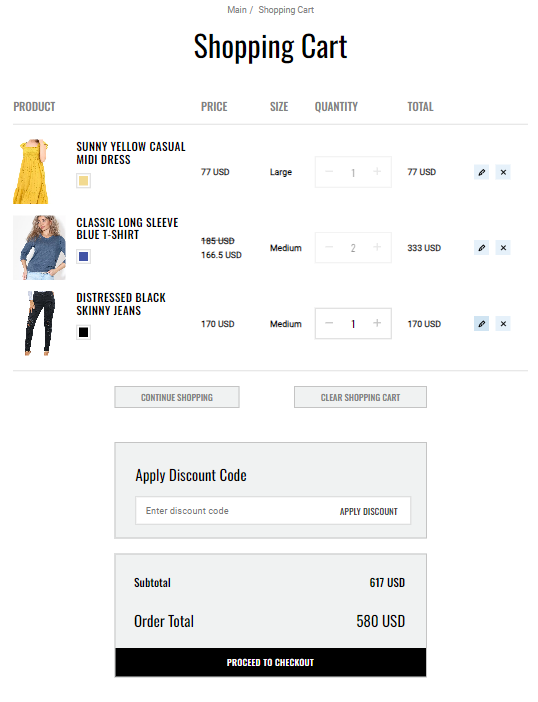 Main / Shopping Cart
Shopping Cart
PRODUCT PRICE SIZE QUANTITY TOTAL
SUNNY YELLOW CASUAL
MIDI DRESS
77 USD Large 1 77 USD
CLASSIC LONG SLEEVE
BLUE T-SHIRT
185 USD
166.5 USD Medium 2 333 USD
DISTRESSED BLACK
SKINNY JEANS
170 USD Medium 1 170 USD
CONTINUE SHOPPING CLEAR SHOPPING CART
Apply Discount Code
Enter discount code APPLY DISCOUNT
Subtotal 617 USD
Order Total 580 USD
PROCEED TO CHECKOUT